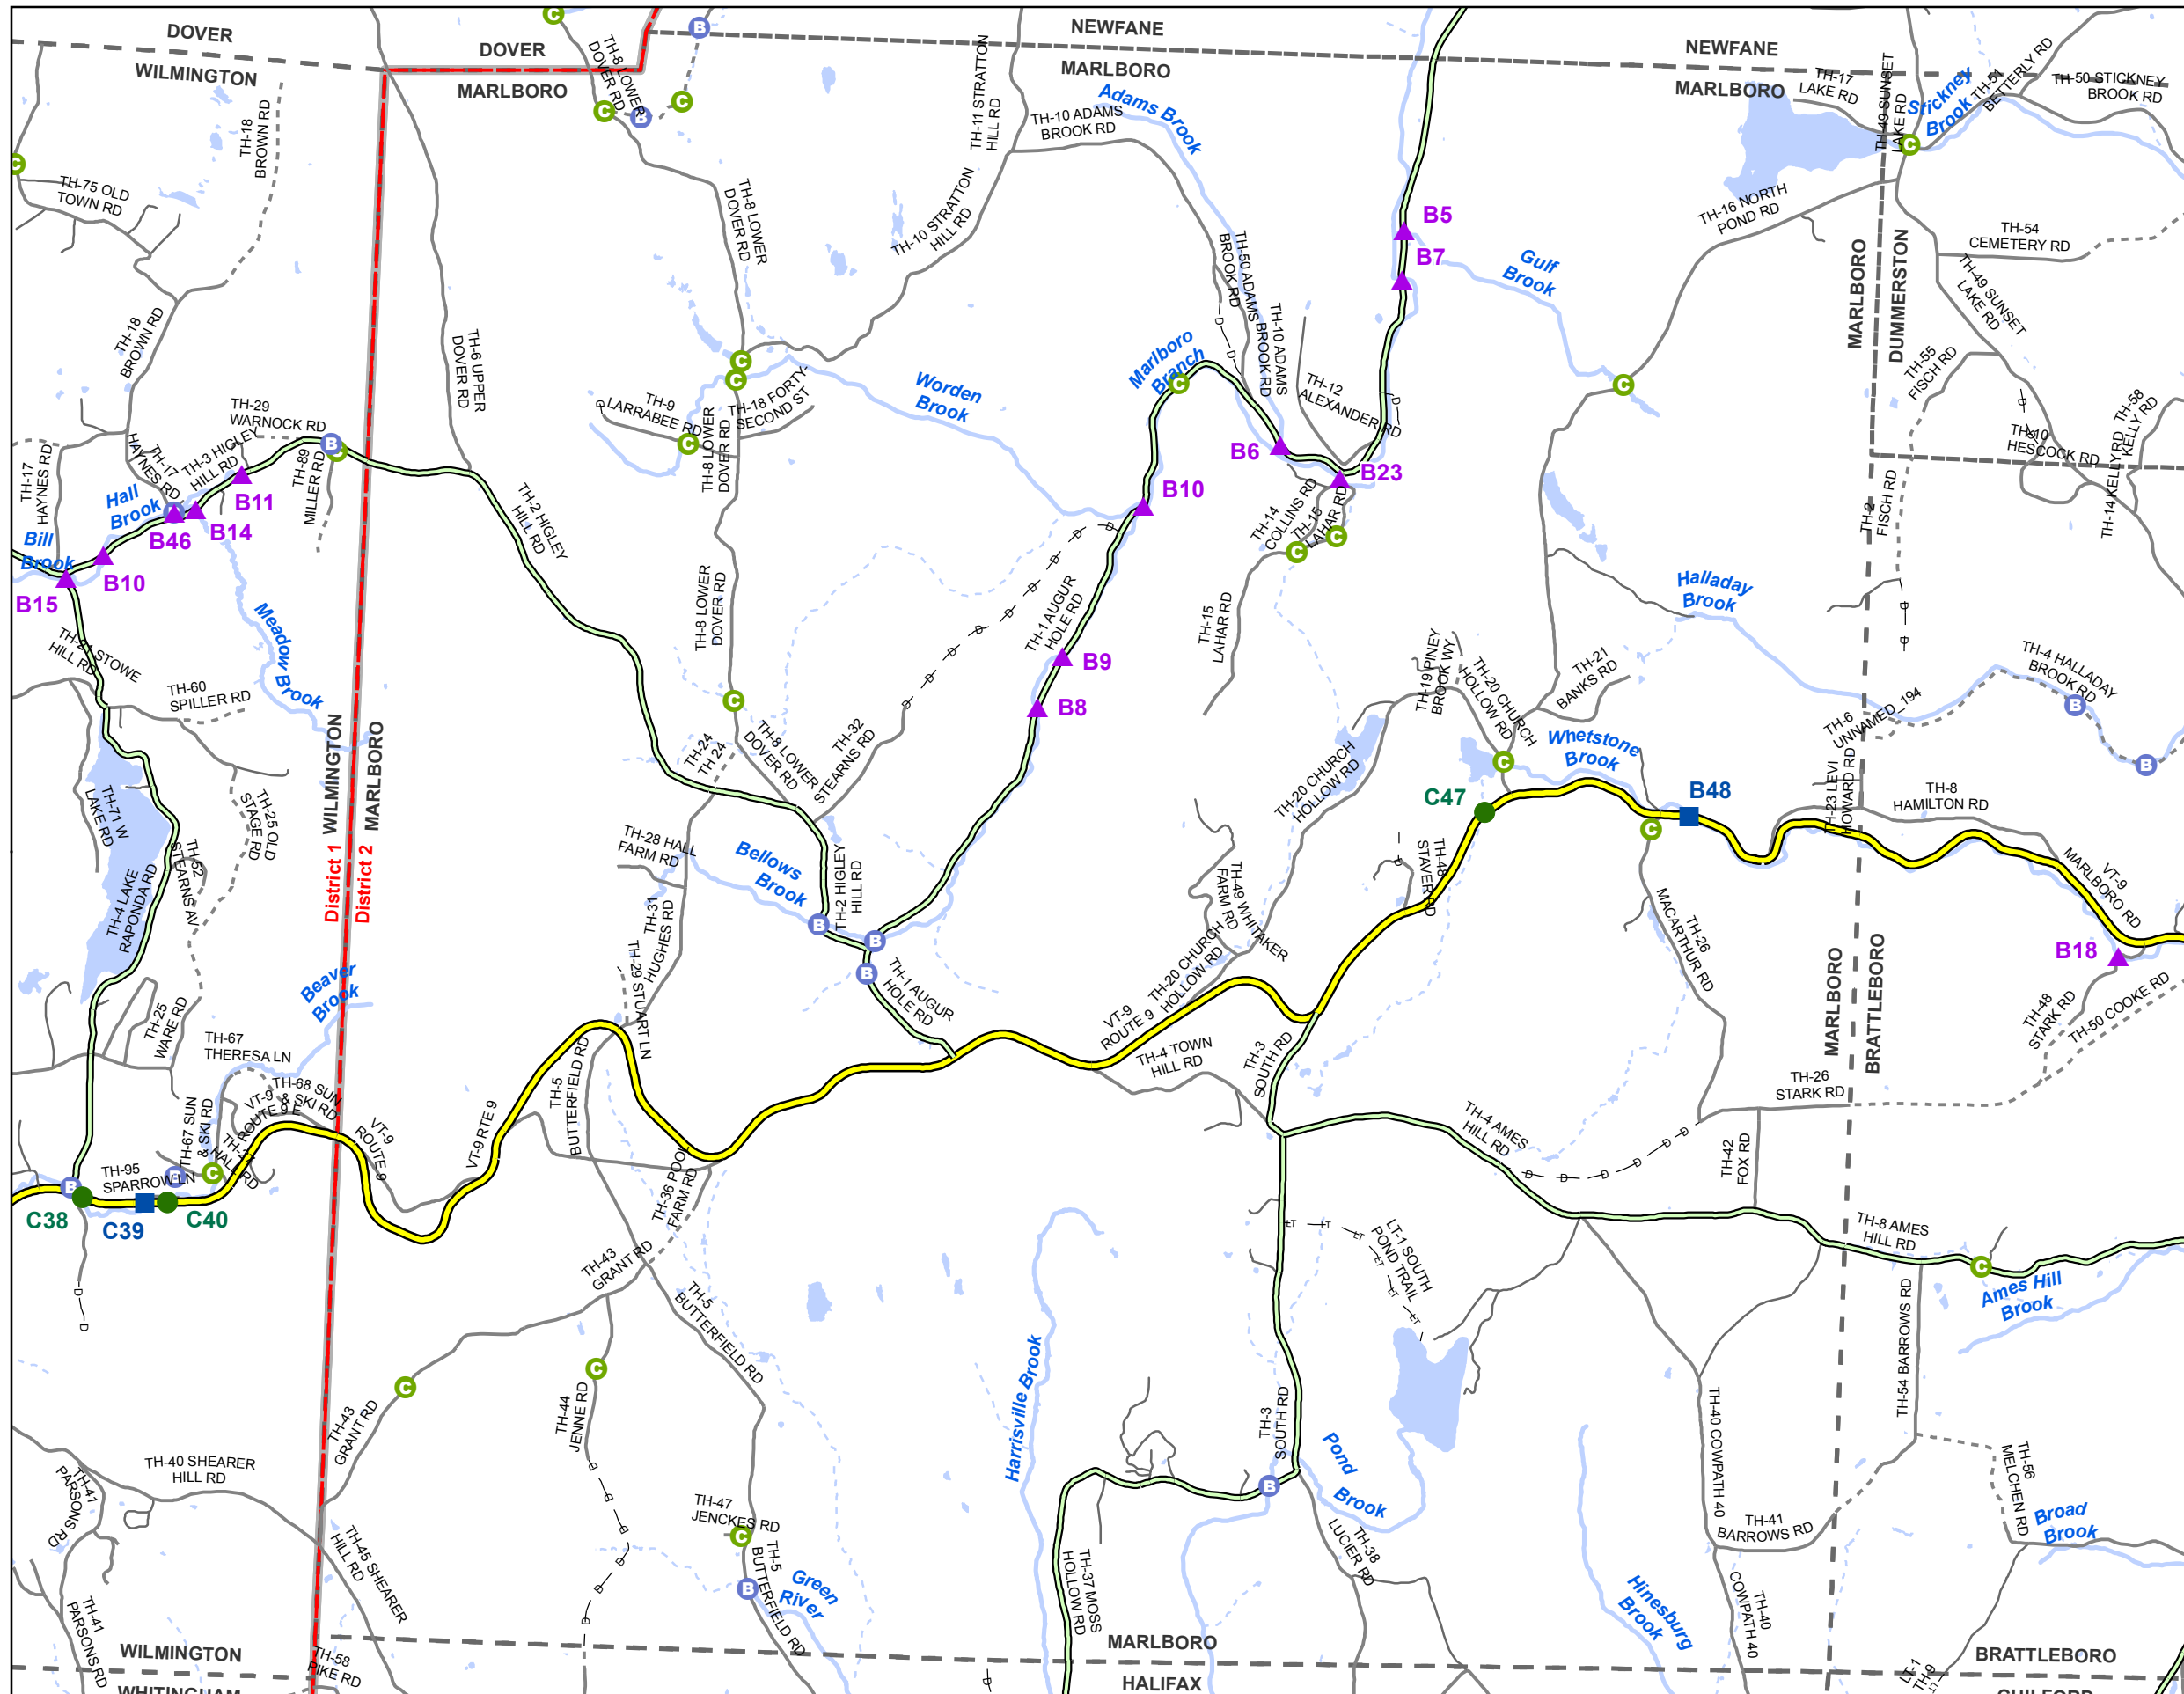 DOVER
WILMINGTON
DOVER
MARLBORO
TH-8 LOWER
DOVER RD
NEWFANE
MARLBORO
NEWFANE
MARLBORO
TH-17
LAKE RD
TH-49 SUNSET
LAKE RD
Stickney
Brook
TH-51
BETTERLY RD
TH-50 STICKNEY
BROOK RD
TH-18
BROWN RD
TH-75 OLD
TOWN RD
TH-11 STRATTON
HILL RD
TH-10 ADAMS
BROOK RD
Adams Brook
TH-8 LOWER
DOVER RD
TH-10 STRATTON
HILL RD
TH-16 NORTH
POND RD
TH-54
CEMETERY RD
B5
B7
Gulf
Brook
MARLBORO
DUMMERSTON
TH-49 SUNSET
LAKE RD
TH-50 ADAMS
BROOK RD
TH-10 ADAMS
BROOK RD
TH-18
BROWN RD
TH-6 UPPER
DOVER RD
Marlboro
Branch
Worden
Brook
TH-12
ALEXANDER RD
TH-55
FISCH RD
TH-58
KELLY RD
TH-9
LARRABEE RD
TH-18 FORTY-
SECOND ST
TH-8 LOWER
DOVER RD
TH-29
WARNOCK RD
TH-17
HAYNES RD
TH-17
HAYNES RD
TH-3 HIGLEY
HILL RD
TH-89
MILLER RD
TH-10
HESCOCK RD
TH-14 KELLY RD
TH-2
FISCH RD
B6
B23
B10
B11
B14
B46
B10
B15
Hall
Brook
Bill
Brook
TH-2 HIGLEY
HILL RD
TH-14
COLLINS RD
TH-15
LAHAR RD
TH-15
LAHAR RD
Halladay
Brook
Meadow Brook
TH-8 LOWER
DOVER RD
TH-1 AUGUR
HOLE RD
B9
B8
TH-21 STOWE
HILL RD
TH-60
SPILLER RD
TH-19 PINEY
BROOK WY
TH-20 CHURCH
HOLLOW RD
TH-21
BANKS RD
TH-4 HALLADAY
BROOK RD
TH-6
UNNAMED_194
WILMINGTON
MARLBORO
TH-24
TH 24
TH-8 LOWER
DOVER RD
TH-32
STEARNS RD
Whetstone
Brook
TH-20 CHURCH
HOLLOW RD
C47
B48
TH-23 LEVI
HOWARD RD
TH-8
HAMILTON RD
TH-71 W
LAKE RD
TH-25 OLD
STAGE RD
TH-52
STEARNS AV
TH-4 LAKE
RAPONDA RD
District 1
District 2
TH-28 HALL
FARM RD
Bellows
Brook
TH-2 HIGLEY
HILL RD
TH-48
STAVER RD
TH-49 WHITAKER
FARM RD
VT-9
MARLBORO RD
TH-31
HUGHES RD
TH-29 STUART LN
TH-26
MACARTHUR RD
MARLBORO
BRATTLEBORO
B18
TH-48
STARK RD
TH-50 COOKE RD
Beaver
Brook
TH-25
WARE RD
TH-67
THERESA LN
TH-1 AUGUR
HOLE RD
VT-9
ROUTE 9
TH-20 CHURCH
HOLLOW RD
TH-4 TOWN
HILL RD
TH-3
SOUTH RD
TH-26
STARK RD
TH-68 SUN
& SKI RD
VT-9
ROUTE 9 E
TH-67 SUN
& SKI RD
TH-27
HALL RD
VT-9
ROUTE 9
VT-9 RTE 9
TH-5
BUTTERFIELD RD
TH-36 POOL
FARM RD
TH-4 AMES
HILL RD
TH-42
FOX RD
TH-95
SPARROW LN
C38
C39
C40
TH-43
GRANT RD
TH-5
BUTTERFIELD RD
LT-1 SOUTH
POND TRAIL
TH-8 AMES
HILL RD
Ames Hill
Brook
TH-54 BARROWS RD
Harrisville Brook
TH-43
GRANT RD
TH-44
JENNE RD
TH-3
SOUTH RD
Pond
Brook
TH-40 COWPATH 40
TH-40 SHEARER
HILL RD
TH-41
PARSONS RD
TH-45 SHEARER
HILL RD
TH-47
JENCKES RD
TH-5
BUTTERFIELD RD
Green
River
TH-37 MOSS
HOLLOW RD
TH-38
LUCIER RD
TH-41
BARROWS RD
TH-56
MELCHEN RD
Broad
Brook
Hinesburg
Brook
TH-40
COWPATH 40
TH-41
PARSONS RD
TH-58
PIKE RD
WILMINGTON
WHITINGHAM
MARLBORO
HALIFAX
BRATTLEBORO
GUILFORD
LT-1
TH-9